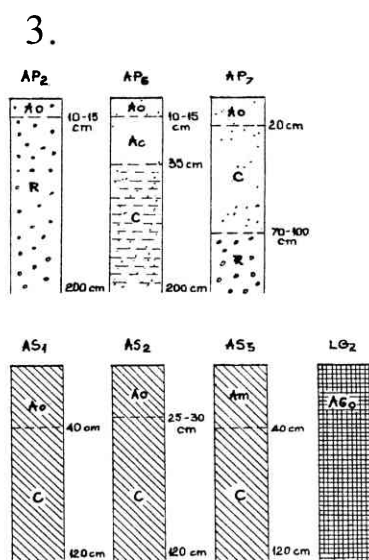 3.
AP2 AP6 AP7
Ao 10-15 cm Ao 10-15 cm Ao 20 cm
Ac 35 cm
R C C
70-100 cm
200 cm 200 cm R
AS1 AS2 AS3 LG2
Ao 40 cm Ao 25-30 cm Am 40 cm AGo
C C C
120 cm 120 cm 120 cm